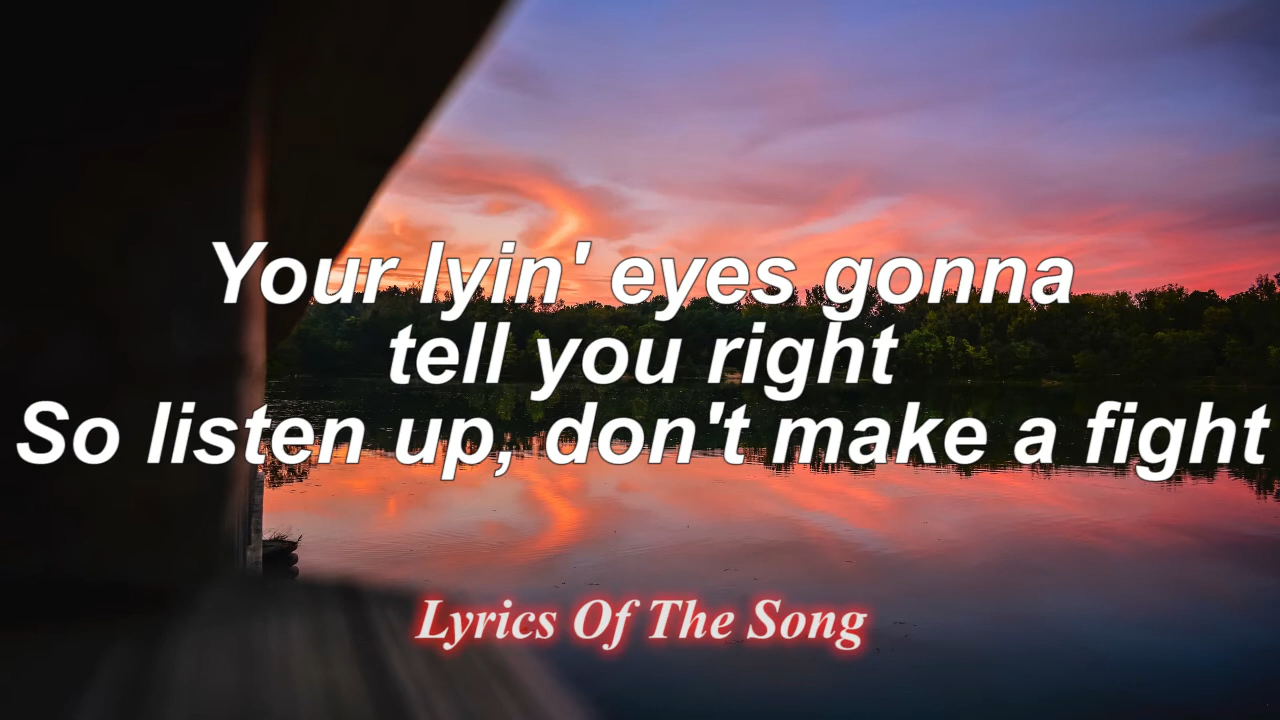 Your lyin' eyes gonna
tell you right
So listen up, don't make a fight
Lyrics Of The Song